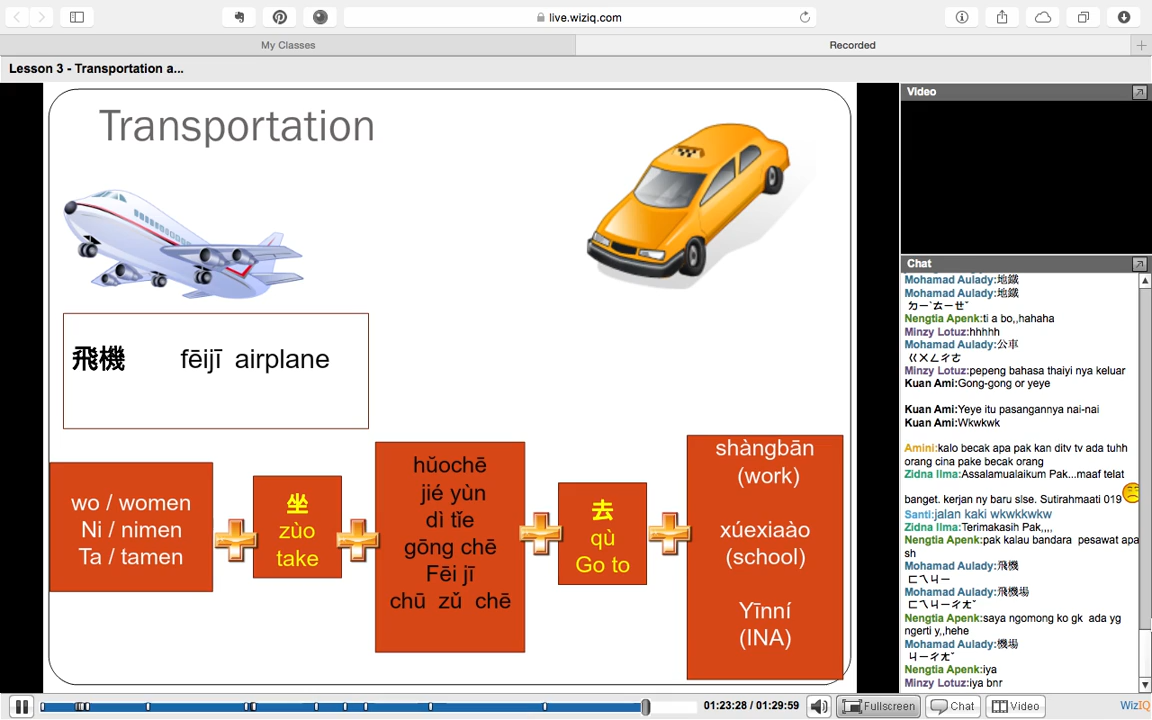 live.wiziq.com
My Classes
Recorded
Lesson 3 - Transportation a...
Transportation
飛機 fēijī airplane
wo / women
Ni / nimen
Ta / tamen
坐
zùo
take
hǔochē
jié yùn
dì tǐe
gōng chē
Fēi jī
chū zǔ chē
去
qù
Go to
shàngbān
(work)
xúexiaào
(school)
Yīnní
(INA)
Video
Chat
Mohamad Aulady:地鐵
Mohamad Aulady:地鐵
ㄉㄧˋㄊㄧㄝˇ
Nengtia Apenk:ti a bo,,hahaha
Minzy Lotuz:hhhhh
Mohamad Aulady:公車
ㄍㄨㄥㄔㄜ
Minzy Lotuz:pepeng bahasa thaiyi nya keluar
Kuan Ami:Gong-gong or yeye
Kuan Ami:Yeye itu pasangannya nai-nai
Kuan Ami:Wkwkwk
Amini:kalo becak apa pak kan ditv tv ada tuhh
orang cina pake becak orang
Zidna Ilma:Assalamualaikum Pak...maaf telat
banget. kerjan ny baru slse. Sutirahmaati 019
Santi:jalan kaki wkwkkwkw
Zidna Ilma:Terimakasih Pak,,,,
Nengtia Apenk:pak kalau bandara pesawat apa
sh
Mohamad Aulady:飛機
ㄈㄟㄐㄧ
Mohamad Aulady:飛機場
ㄈㄟㄐㄧㄔㄤˇ
Nengtia Apenk:saya ngomong ko gk ada yg
ngerti y,,hehe
Mohamad Aulady:機場
ㄐㄧㄔㄤˇ
Nengtia Apenk:iya
Minzy Lotuz:iya bnr
01:23:28 / 01:29:59
Fullscreen
Chat
Video
WizIQ